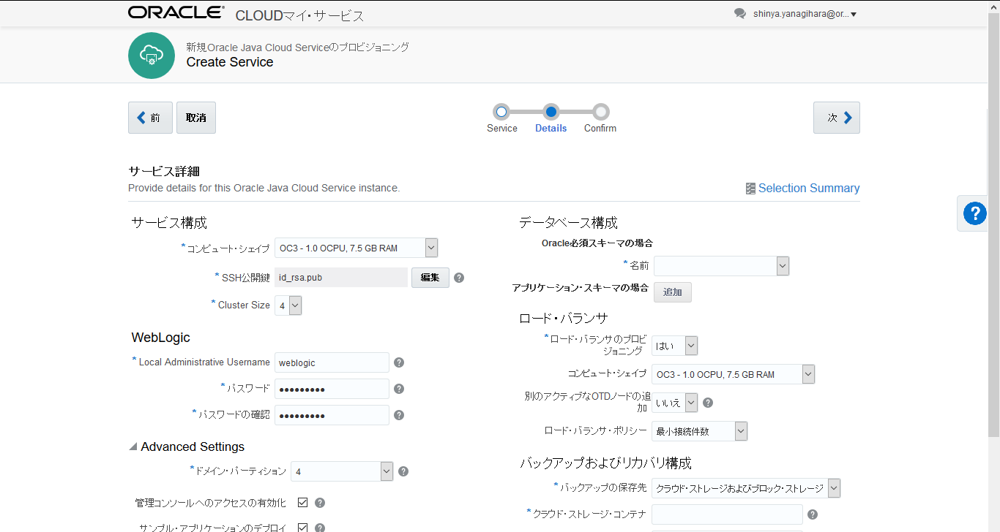 ORACLE CLOUDマイ・サービス
shinya.yanagihara@or...
新規Oracle Java Cloud Serviceのプロビジョニング
Create Service
前
取消
Service
Details
Confirm
次
サービス詳細
Provide details for this Oracle Java Cloud Service instance.
Selection Summary
サービス構成
*コンピュート・シェイプ
OC3 - 1.0 OCPU, 7.5 GB RAM
*SSH公開鍵
id_rsa.pub
編集
?
*Cluster Size
4
WebLogic
*Local Administrative Username
weblogic
?
*パスワード
●●●●●●●●●
?
*パスワードの確認
●●●●●●●●●
?
Advanced Settings
*ドメイン・パーティション
4
?
管理コンソールへのアクセスの有効化
?
サンプル・アプリケーションのデプロイ
?
データベース構成
Oracle必須スキーマの場合
*名前
アプリケーション・スキーマの場合
追加
ロード・バランサ
*ロード・バランサのプロビ
ジョニング
はい
コンピュート・シェイプ
OC3 - 1.0 OCPU, 7.5 GB RAM
別のアクティブなOTDノードの追
加
いいえ
?
ロード・バランサ・ポリシー
最小接続件数
バックアップおよびリカバリ構成
*バックアップの保存先
クラウド・ストレージおよびブロック・ストレージ
*クラウド・ストレージ・コンテナ
?
?